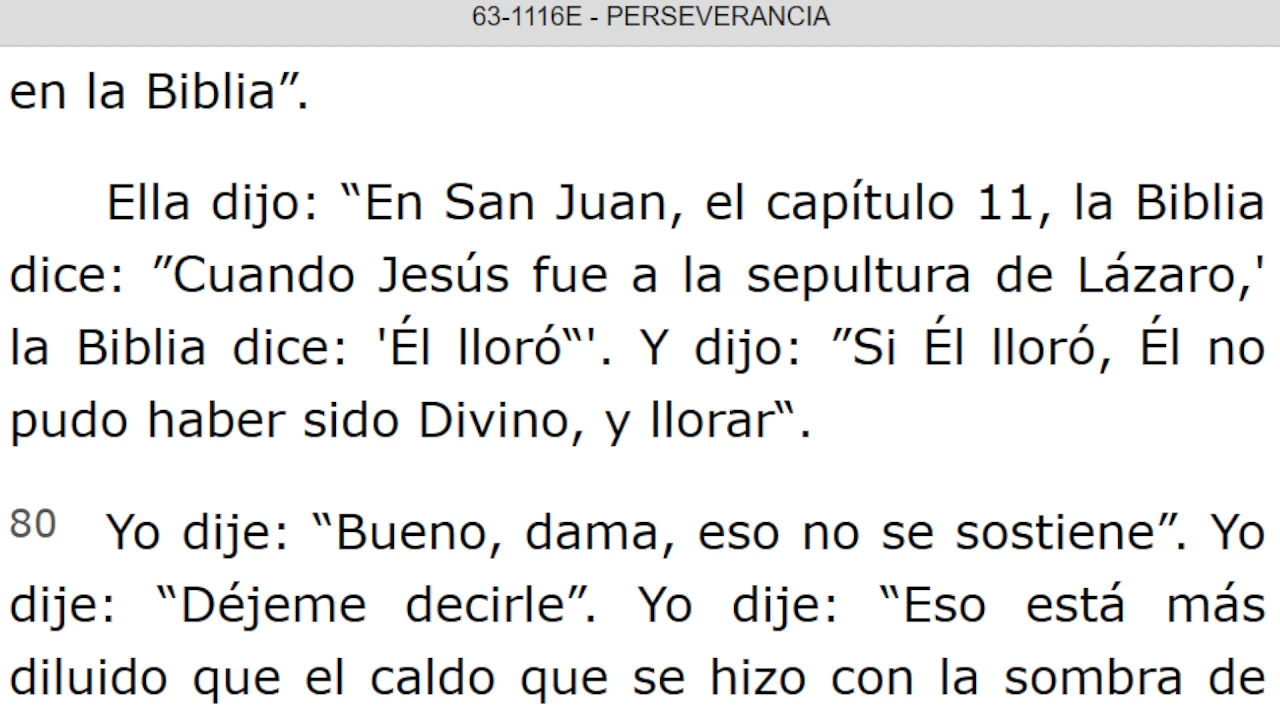 63-1116E - PERSEVERANCIA
en la Biblia”.
Ella dijo: “En San Juan, el capítulo 11, la Biblia
dice: ”Cuando Jesús fue a la sepultura de Lázaro,'
la Biblia dice: 'Él lloró“'. Y dijo: ”Si Él lloró, Él no
pudo haber sido Divino, y llorar“.
80 Yo dije: “Bueno, dama, eso no se sostiene”. Yo
dije: “Déjeme decirle”. Yo dije: “Eso está más
diluido que el caldo que se hizo con la sombra de